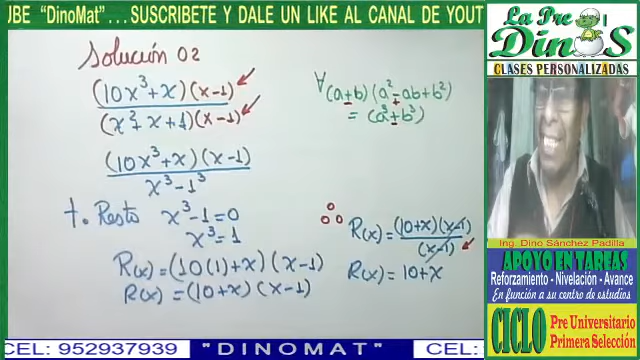 UBE "DinoMat"...SUSCRIBETE Y DALE UN LIKE AL CANAL DE YOUT
La Pre
DinoS
CLASES PERSONALIZADAS
Solución 02
(10x³+x)(x-1)
(x²+x+1)(x-1)
∀(a±b)(a²∓ab+b²)
= (a³±b³)
(10x³+x)(x-1)
x³-1³
t. Resto x³-1=0
x³=1
R(x)=(10(1)+x)(x-1)
R(x)=(10+x)(x-1)
∴ R(x)=(10+x)(x-1)
(x-1)
R(x)=10+x
Ing. Dino Sánchez Padilla
APOYO EN TAREAS
Reforzamiento - Nivelación - Avance
En función a su centro de estudios
CICLO Pre Universitario
Primera Selección
CEL: 952937939 "DINOMAT" CEL: